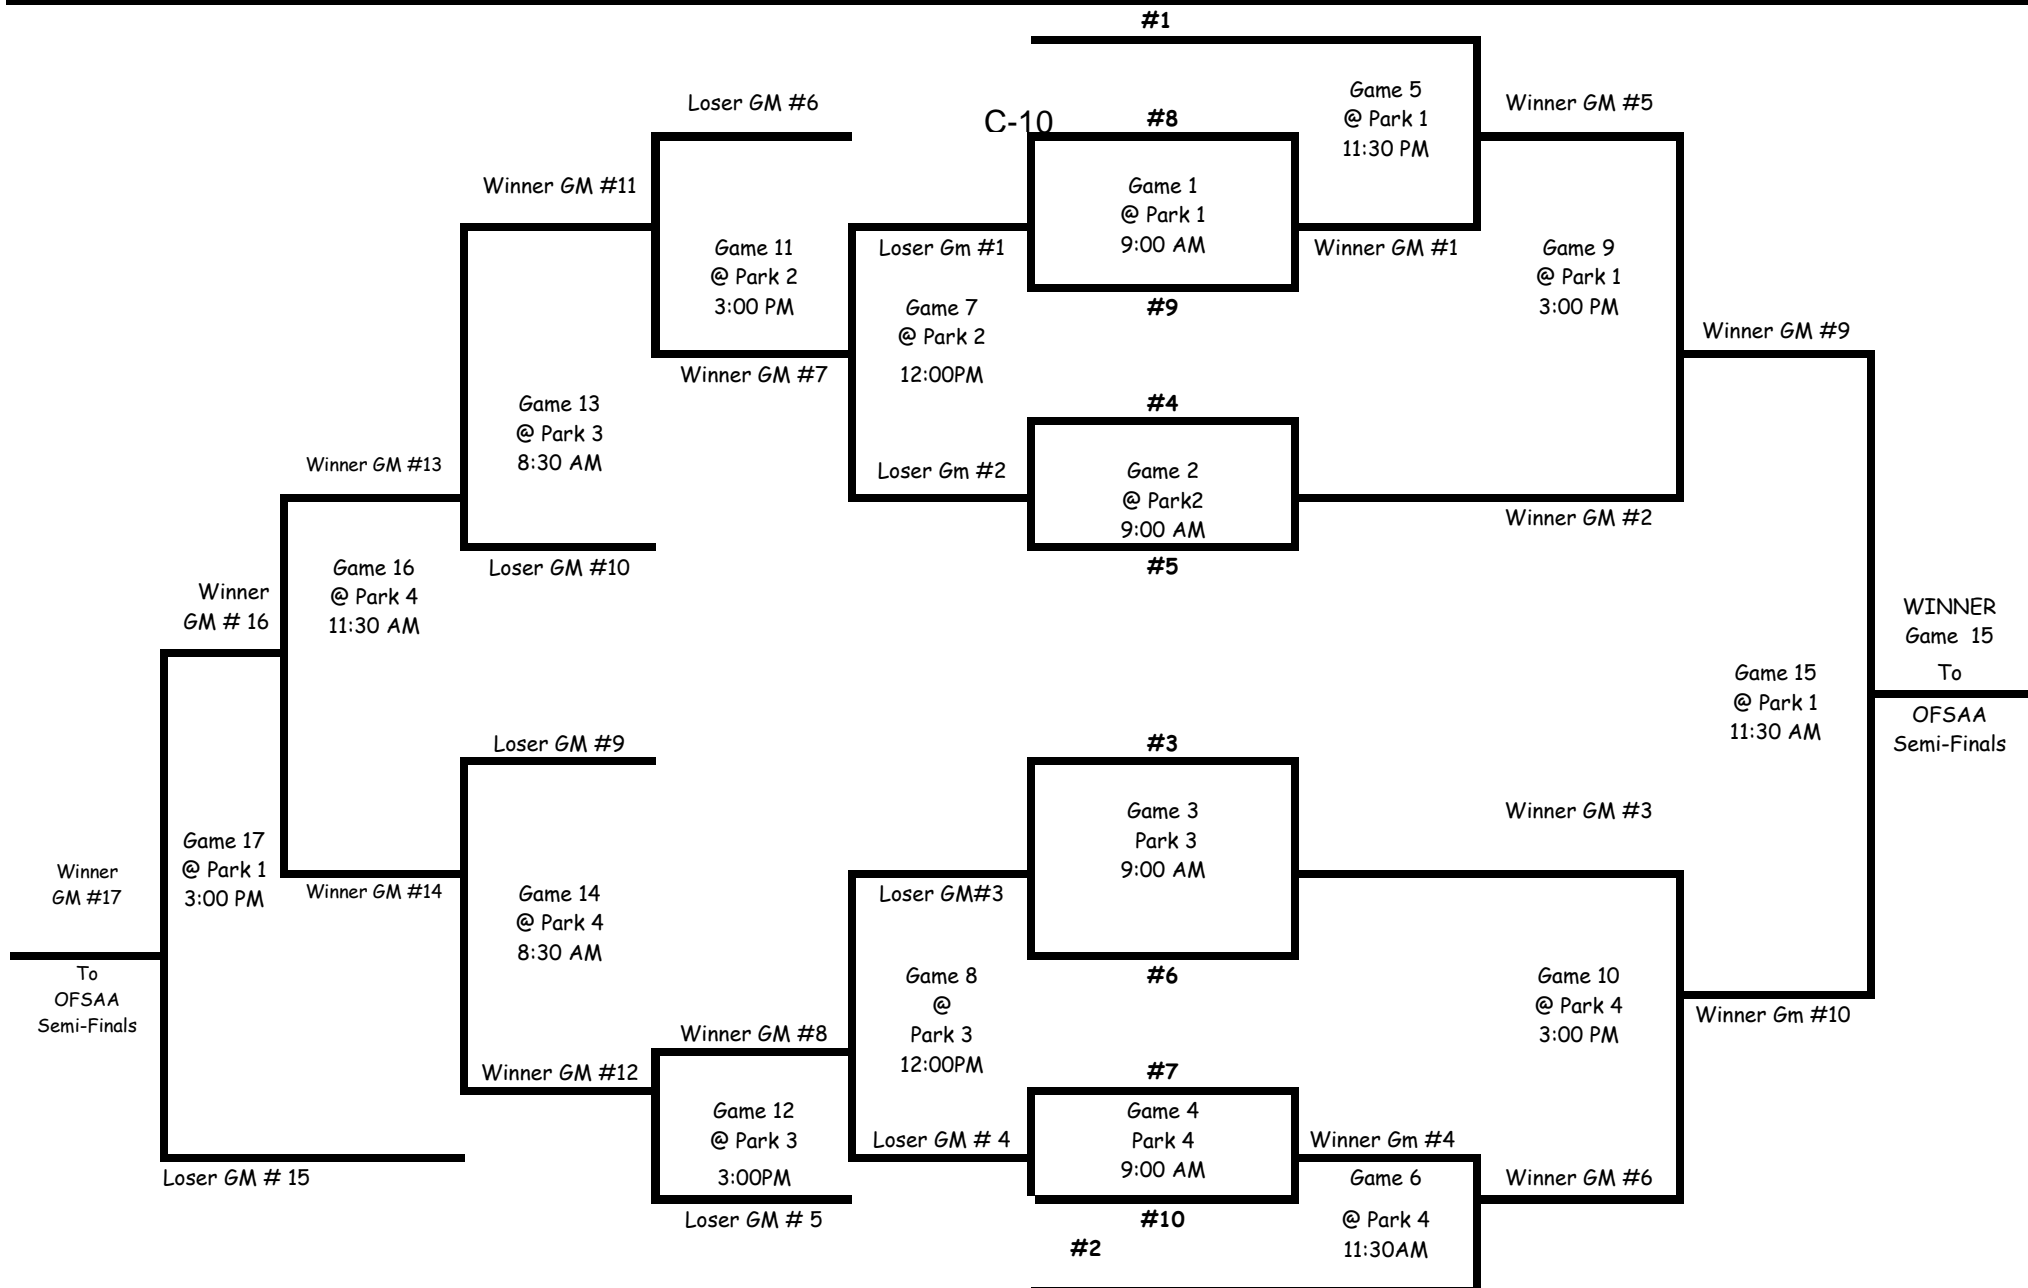 #1
Loser GM #6
C-10
#8
Game 5
@ Park 1
11:30 PM
Winner GM #5
Winner GM #11
Game 1
@ Park 1
9:00 AM
Game 11
@ Park 2
3:00 PM
Loser Gm #1
Winner GM #1
Game 9
@ Park 1
3:00 PM
Game 7
@ Park 2
12:00PM
#9
Winner GM #9
Winner GM #7
Game 13
@ Park 3
8:30 AM
#4
Winner GM #13
Loser Gm #2
Game 2
@ Park2
9:00 AM
Winner GM #2
Loser GM #10
#5
Game 16
@ Park 4
11:30 AM
Winner
GM # 16
WINNER
Game 15
To
OFSAA
Semi-Finals
Game 15
@ Park 1
11:30 AM
Loser GM #9
#3
Game 3
Park 3
9:00 AM
Winner GM #3
Game 17
@ Park 1
3:00 PM
Winner
GM #17
To
OFSAA
Semi-Finals
Winner GM #14
Game 14
@ Park 4
8:30 AM
Loser GM#3
Game 8
@
Park 3
12:00PM
#6
Game 10
@ Park 4
3:00 PM
Winner Gm #10
Winner GM #8
Winner GM #12
#7
Game 12
@ Park 3
3:00PM
Loser GM # 4
Game 4
Park 4
9:00 AM
Winner Gm #4
Loser GM # 15
Game 6
@ Park 4
11:30AM
Winner GM #6
Loser GM # 5
#10
#2